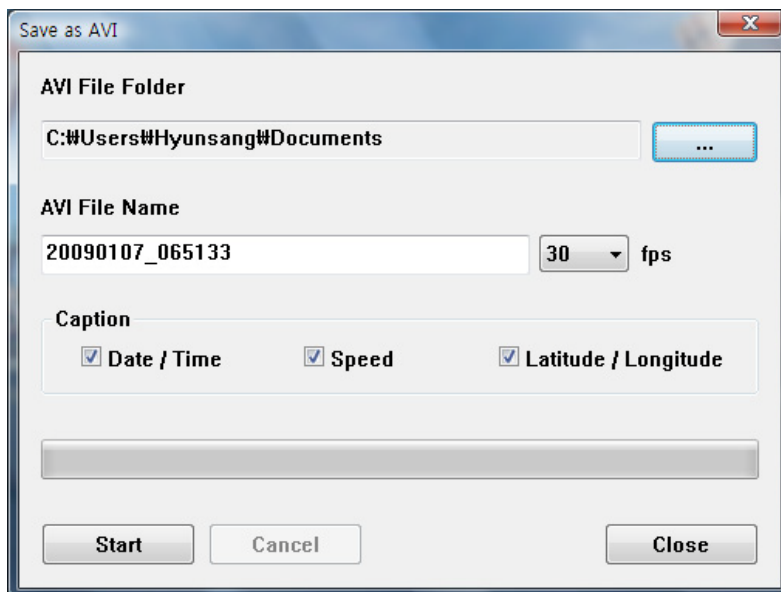 Save as AVI
AVI File Folder
C:₩Users₩Hyunsang₩Documents
...
AVI File Name
20090107_065133
30
fps
Caption
Date / Time
Speed
Latitude / Longitude
Start
Cancel
Close